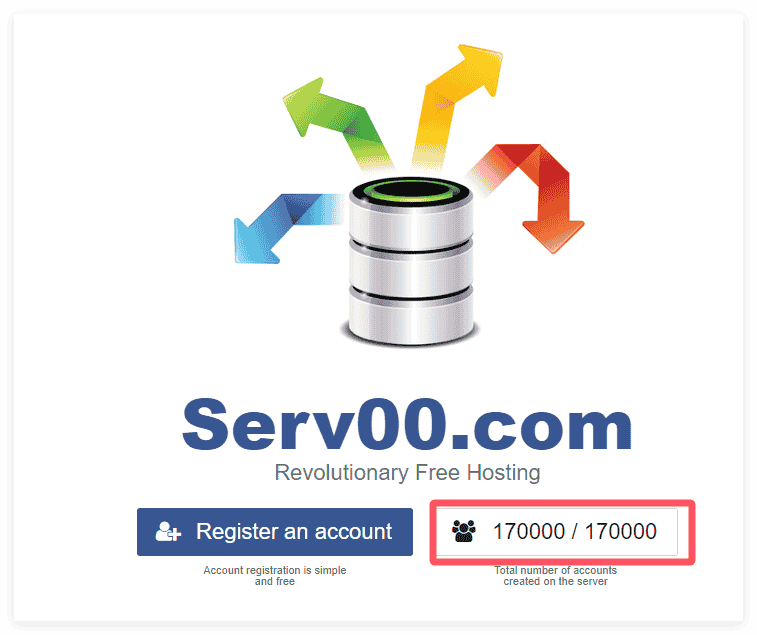 Serv00.com
Revolutionary Free Hosting
Register an account
170000 / 170000
Account registration is simple
and free
Total number of accounts
created on the server